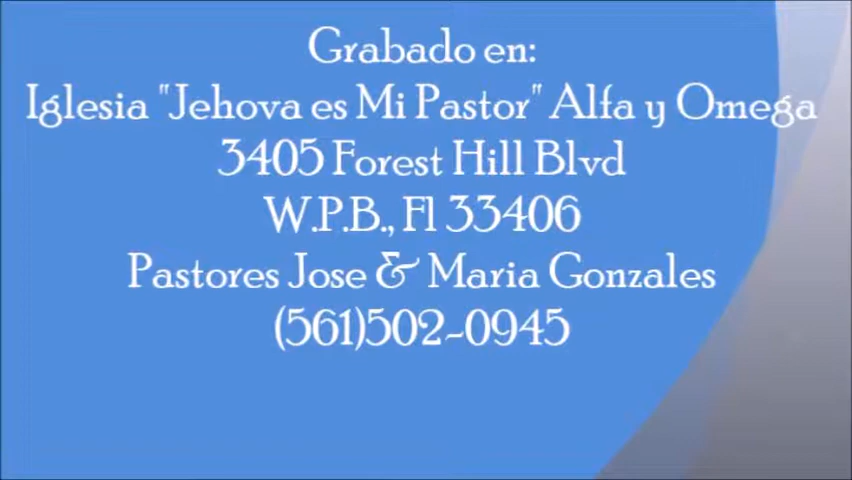 Grabado en:
Iglesia "Jehova es Mi Pastor" Alfa y Omega
3405 Forest Hill Blvd
W.P.B., Fl 33406
Pastores Jose & Maria Gonzales
(561)502-0945